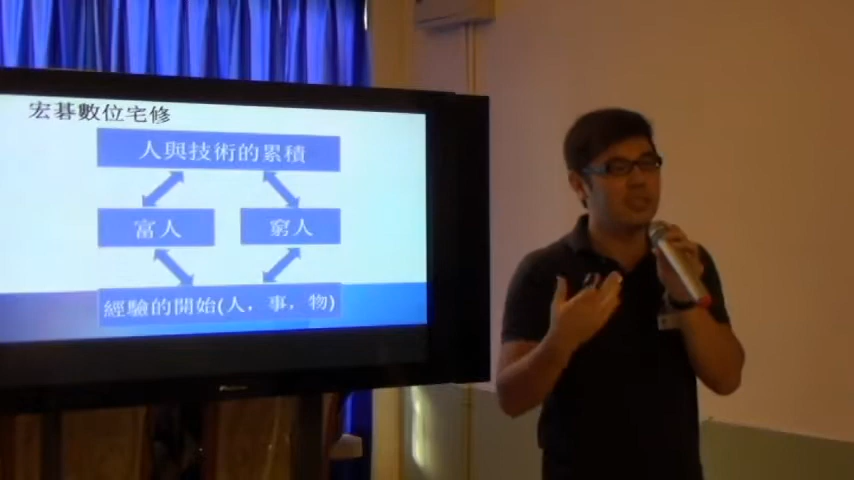 宏碁數位宅修
人與技術的累積
富人 窮人
經驗的開始(人，事，物)